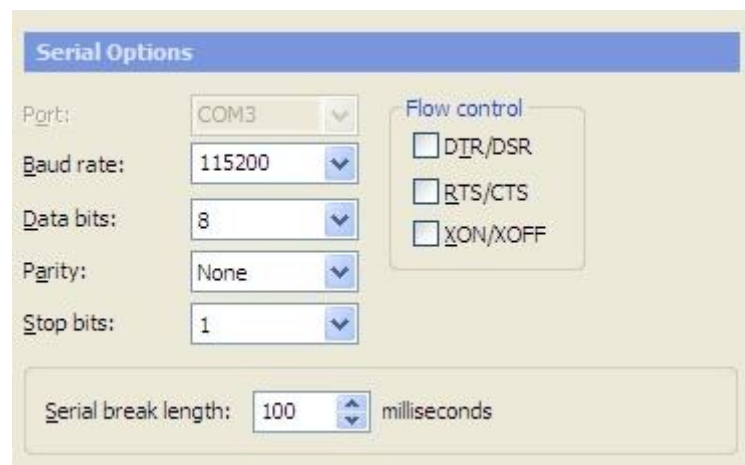 Serial Options
Port: COM3
Baud rate: 115200
Data bits: 8
Parity: None
Stop bits: 1
Flow control
DTR/DSR
RTS/CTS
XON/XOFF
Serial break length: 100 milliseconds